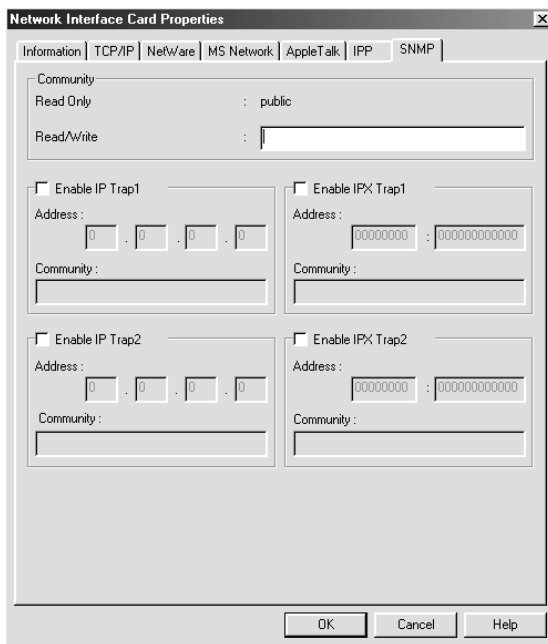 Network Interface Card Properties
Information TCP/IP NetWare MS Network AppleTalk IPP SNMP
Community
Read Only : public
Read/Write :
Enable IP Trap1
Address :
0 . 0 . 0 . 0
Community :
Enable IPX Trap1
Address :
00000000 : 000000000000
Community :
Enable IP Trap2
Address :
0 . 0 . 0 . 0
Community :
Enable IPX Trap2
Address :
00000000 : 000000000000
Community :
OK Cancel Help